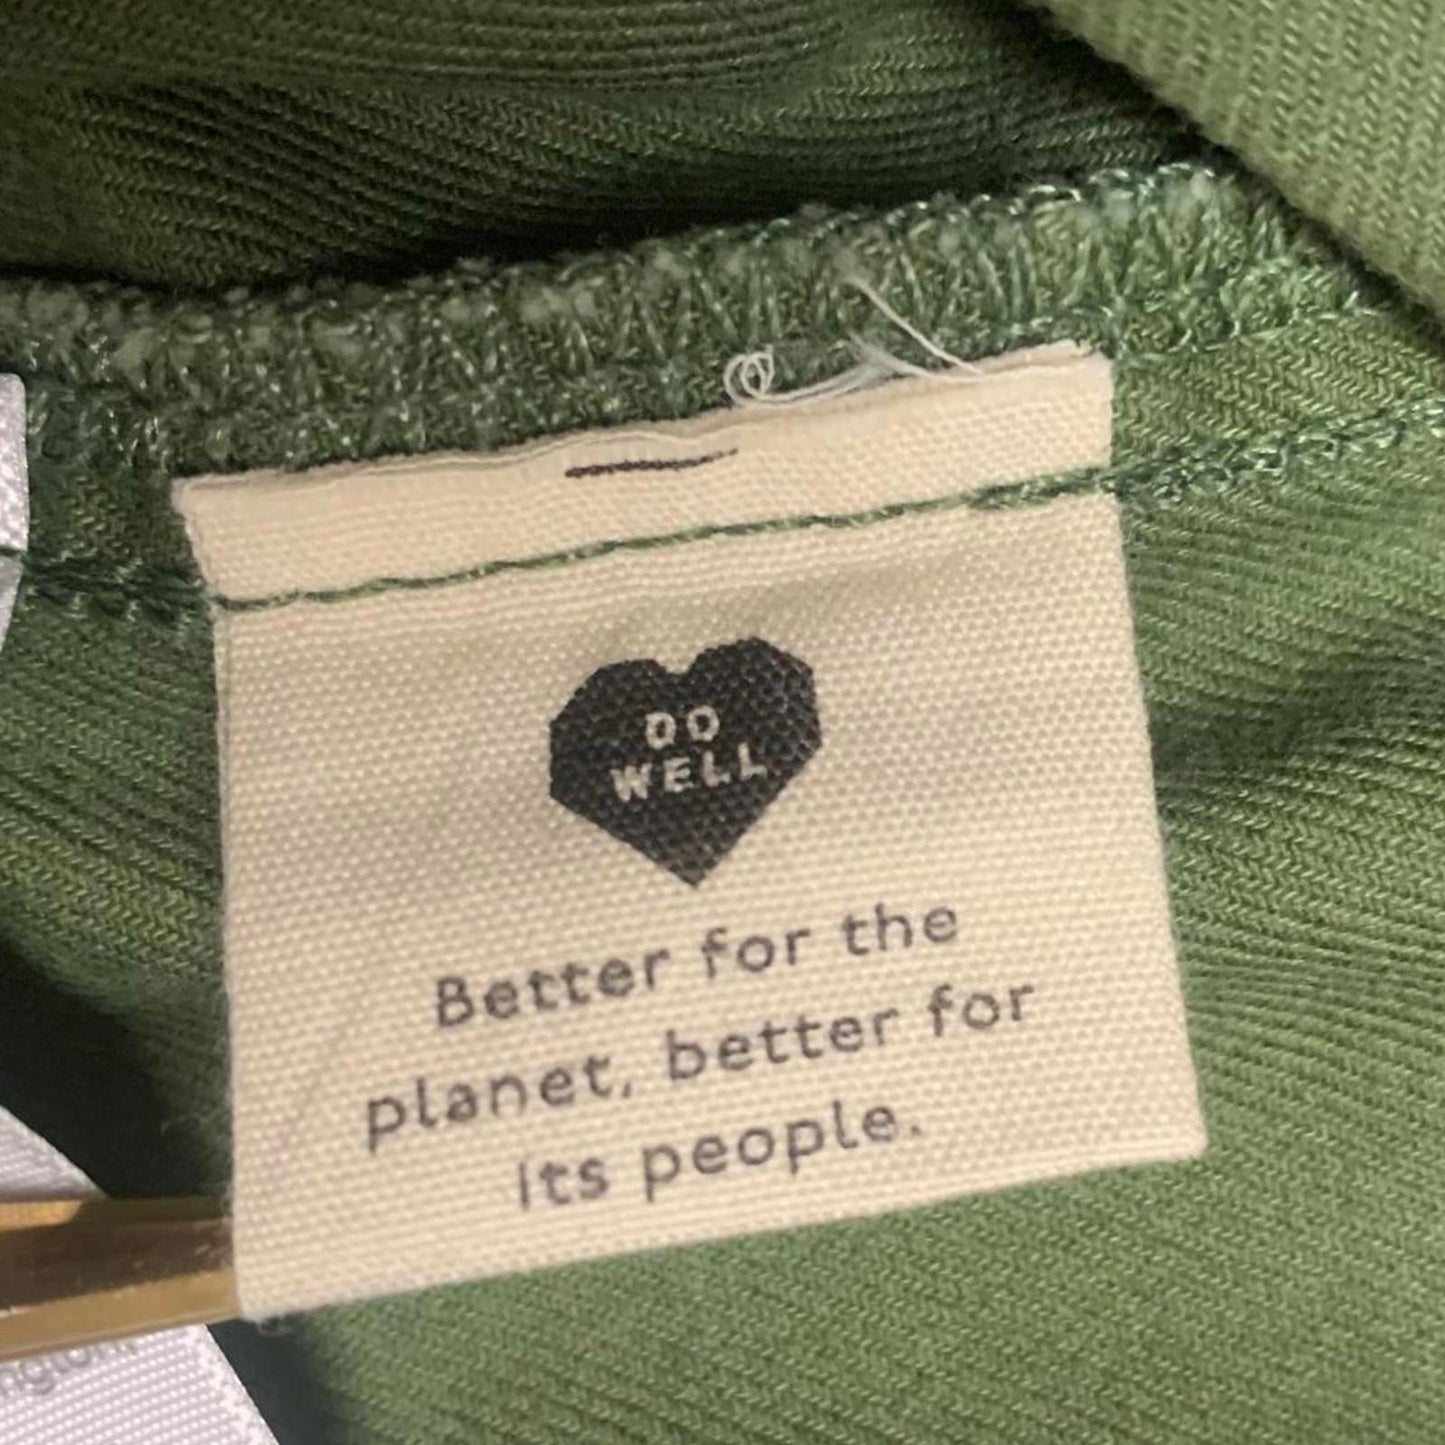 DO
WELL
Better for the
planet, better for
its people.